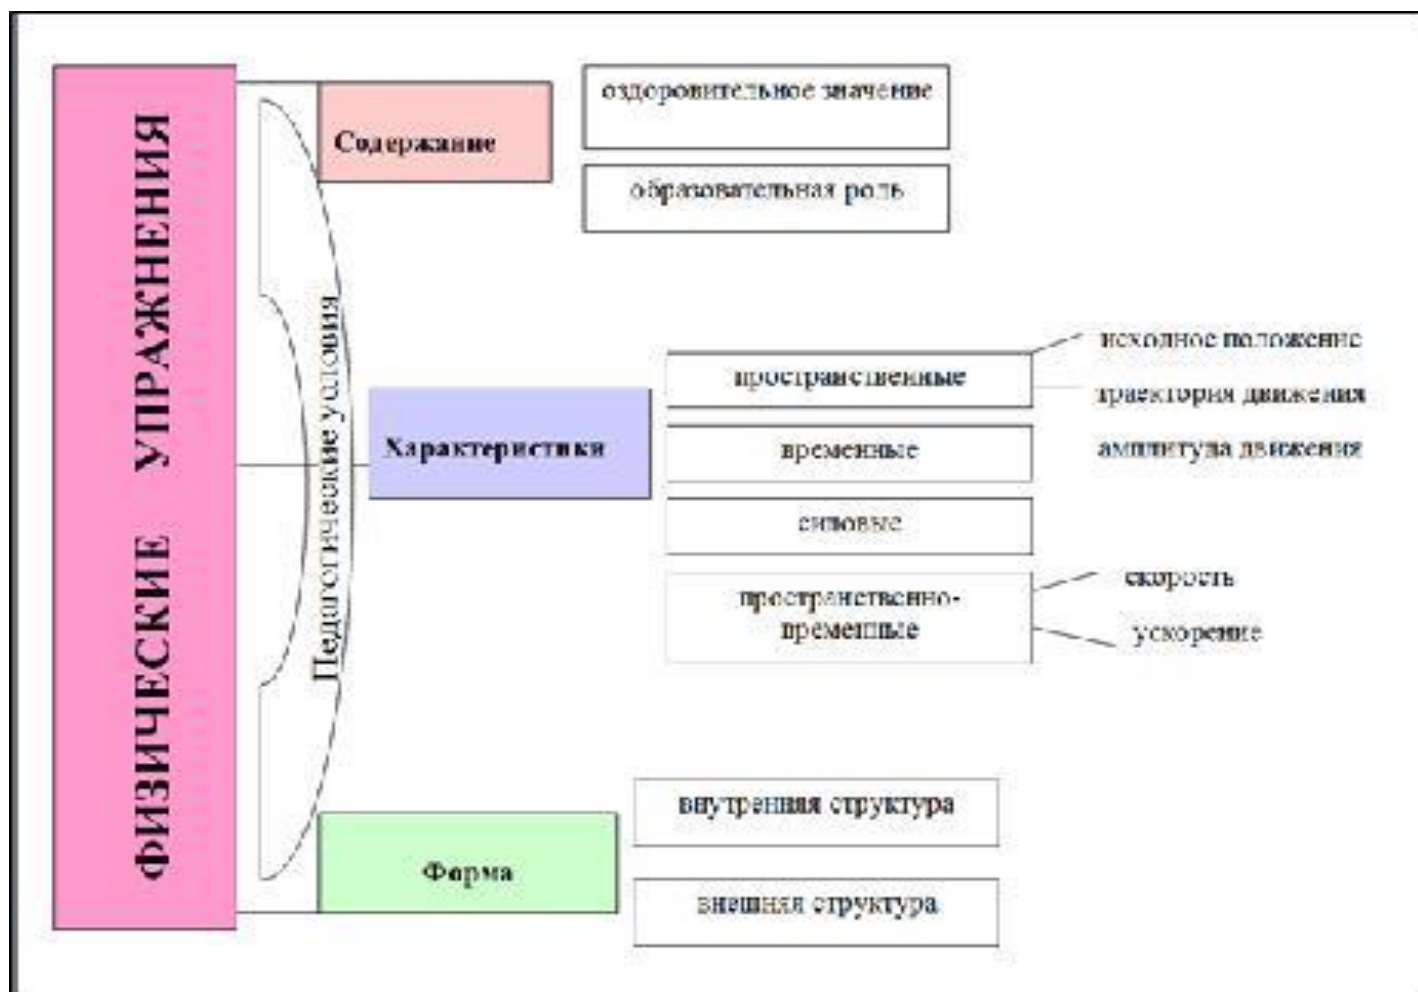 ФИЗИЧЕСКИЕ УПРАЖНЕНИЯ
Педагогические условия
Содержание
оздоровительное значение
образовательная роль
Характеристики
пространственные
исходное положение
траектория движения
амплитуда движения
временные
силовые
пространственно-
временные
скорость
ускорение
Форма
внутренняя структура
внешняя структура